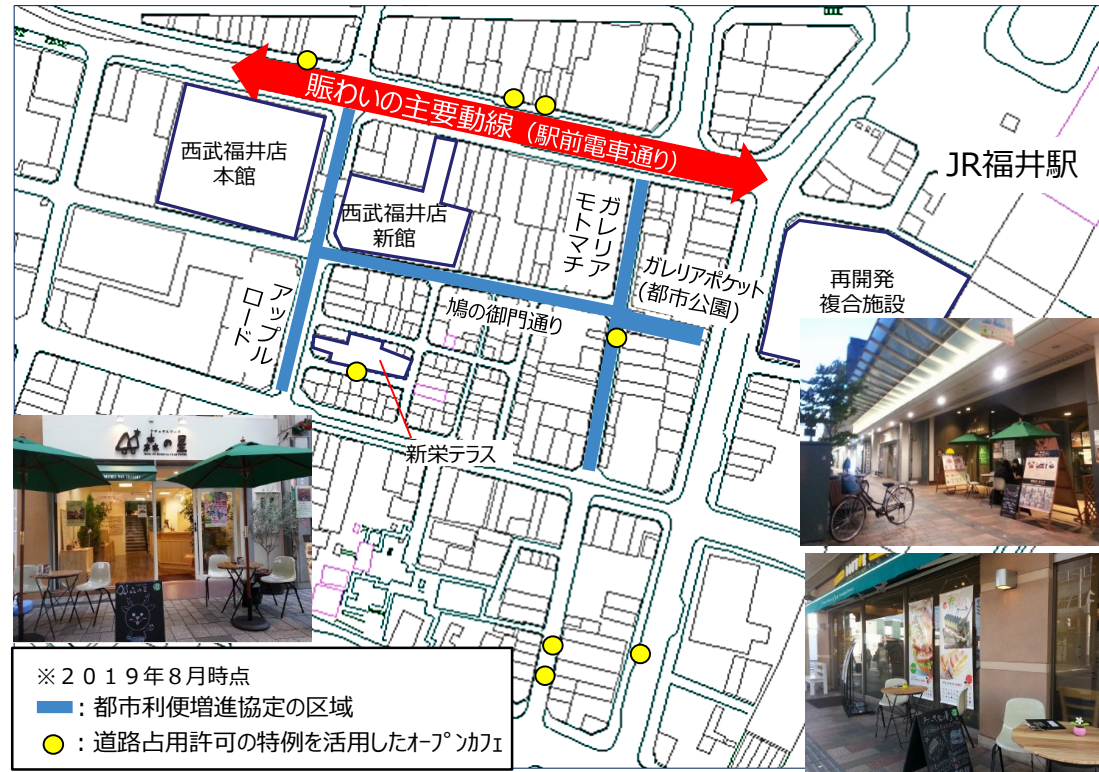 賑わいの主要動線（駅前電車通り）
JR福井駅
西武福井店
本館
西武福井店
新館
ガレリア
モトマチ
ガレリアポケット
（都市公園）
再開発
複合施設
アップル
ロード
鳩の御門通り
新栄テラス
森の星
※２０１９年８月時点
：都市利便増進協定の区域
：道路占用許可の特例を活用したオープンカフェ